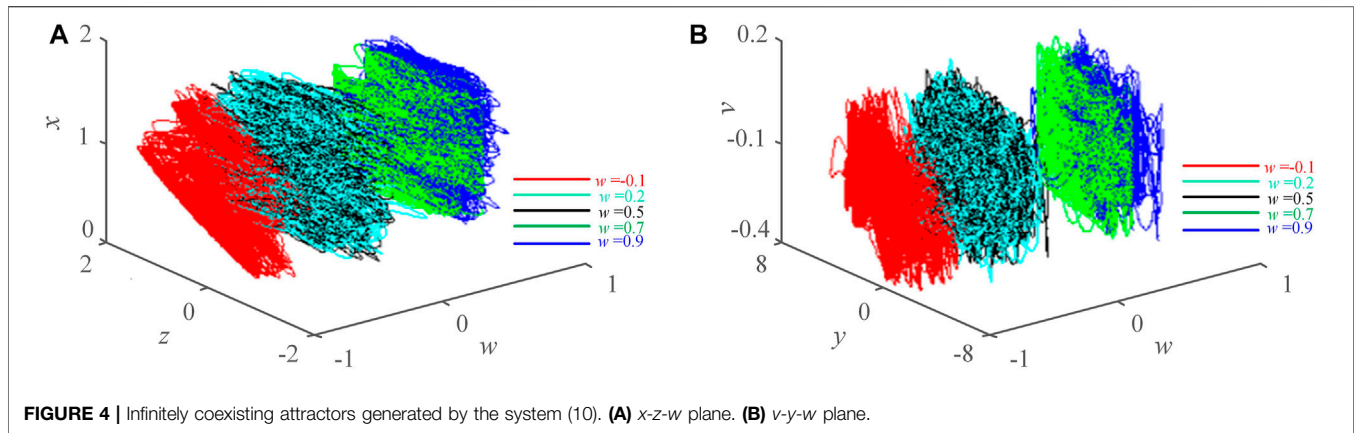 A
2
x
1
0
2
0
z
-2
-1
0
w
1
w =-0.1
w =0.2
w =0.5
w =0.7
w =0.9
B
0.2
v
-0.1
-0.4
8
0
y
-8
-1
0
w
1
w =-0.1
w =0.2
w =0.5
w =0.7
w =0.9
FIGURE 4 | Infinitely coexisting attractors generated by the system (10). (A) x-z-w plane. (B) v-y-w plane.